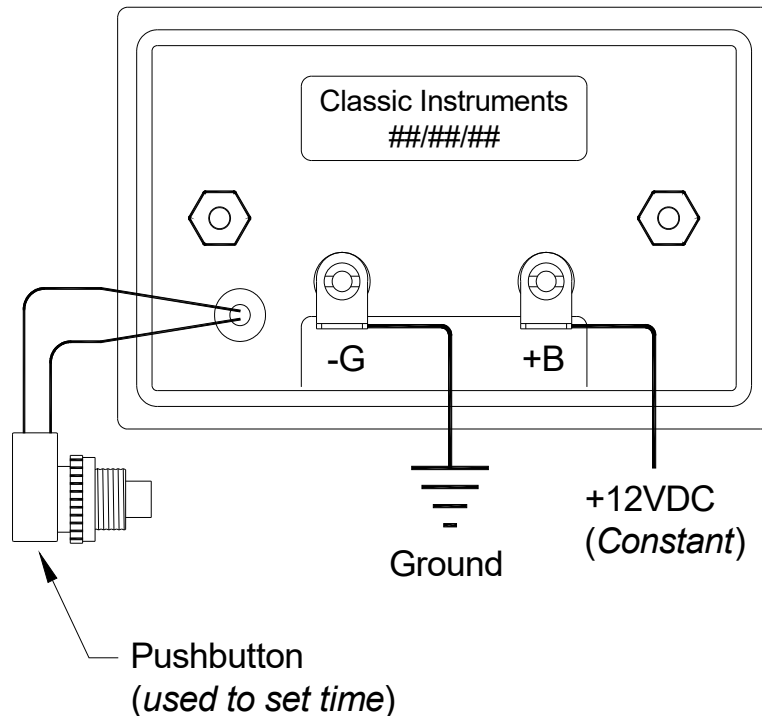 Classic Instruments
##/##/##
-G
+B
+12VDC
(Constant)
Ground
Pushbutton
(used to set time)